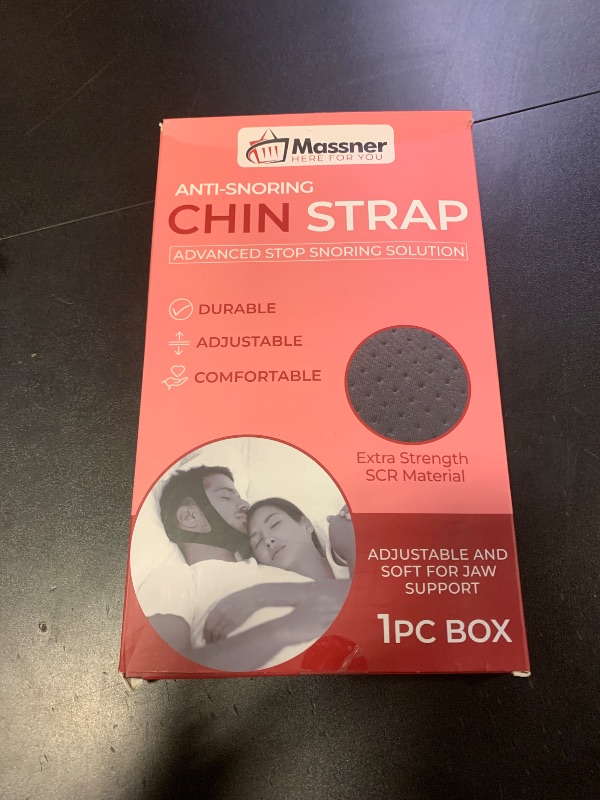 Massner
HERE FOR YOU
ANTI-SNORING
CHIN STRAP
ADVANCED STOP SNORING SOLUTION
DURABLE
ADJUSTABLE
COMFORTABLE
Extra Strength
SCR Material
ADJUSTABLE AND
SOFT FOR JAW
SUPPORT
1PC BOX